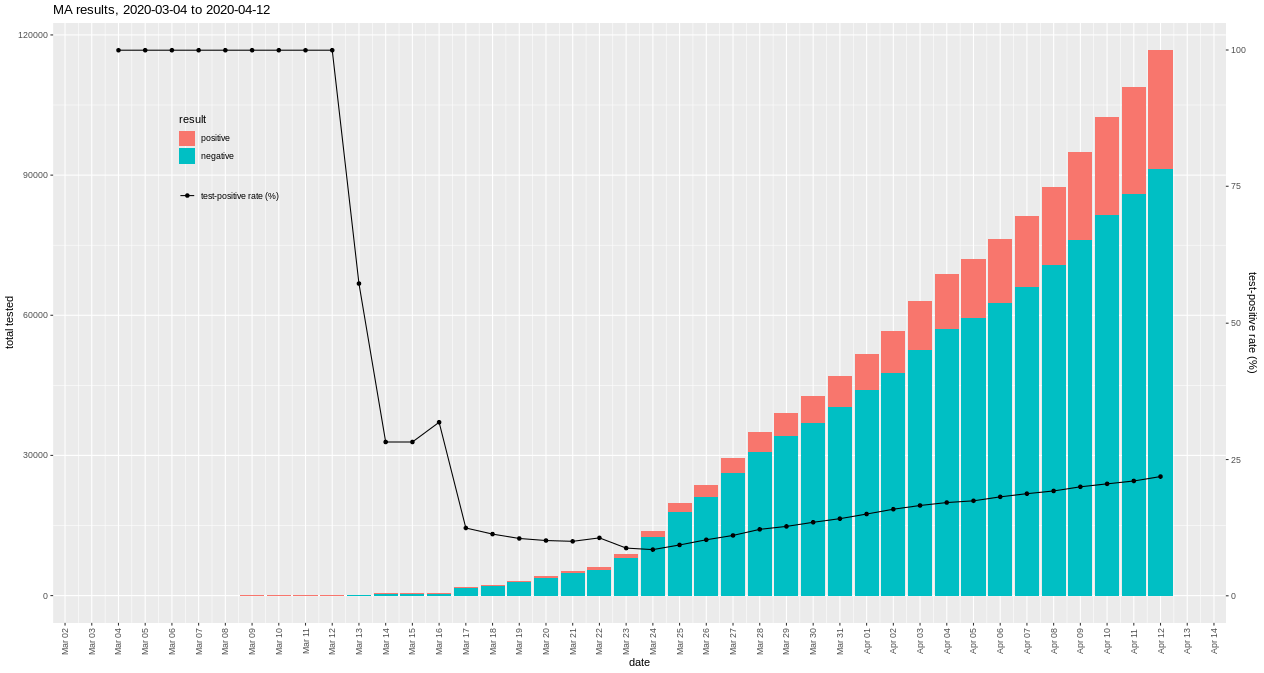 MA results, 2020-03-04 to 2020-04-12
120000
90000
60000
30000
0
total tested
result
positive
negative
test-positive rate (%)
100
75
50
25
0
test-positive rate (%)
Mar 02
Mar 03
Mar 04
Mar 05
Mar 06
Mar 07
Mar 08
Mar 09
Mar 10
Mar 11
Mar 12
Mar 13
Mar 14
Mar 15
Mar 16
Mar 17
Mar 18
Mar 19
Mar 20
Mar 21
Mar 22
Mar 23
Mar 24
Mar 25
Mar 26
Mar 27
Mar 28
Mar 29
Mar 30
Mar 31
Apr 01
Apr 02
Apr 03
Apr 04
Apr 05
Apr 06
Apr 07
Apr 08
Apr 09
Apr 10
Apr 11
Apr 12
Apr 13
Apr 14
date